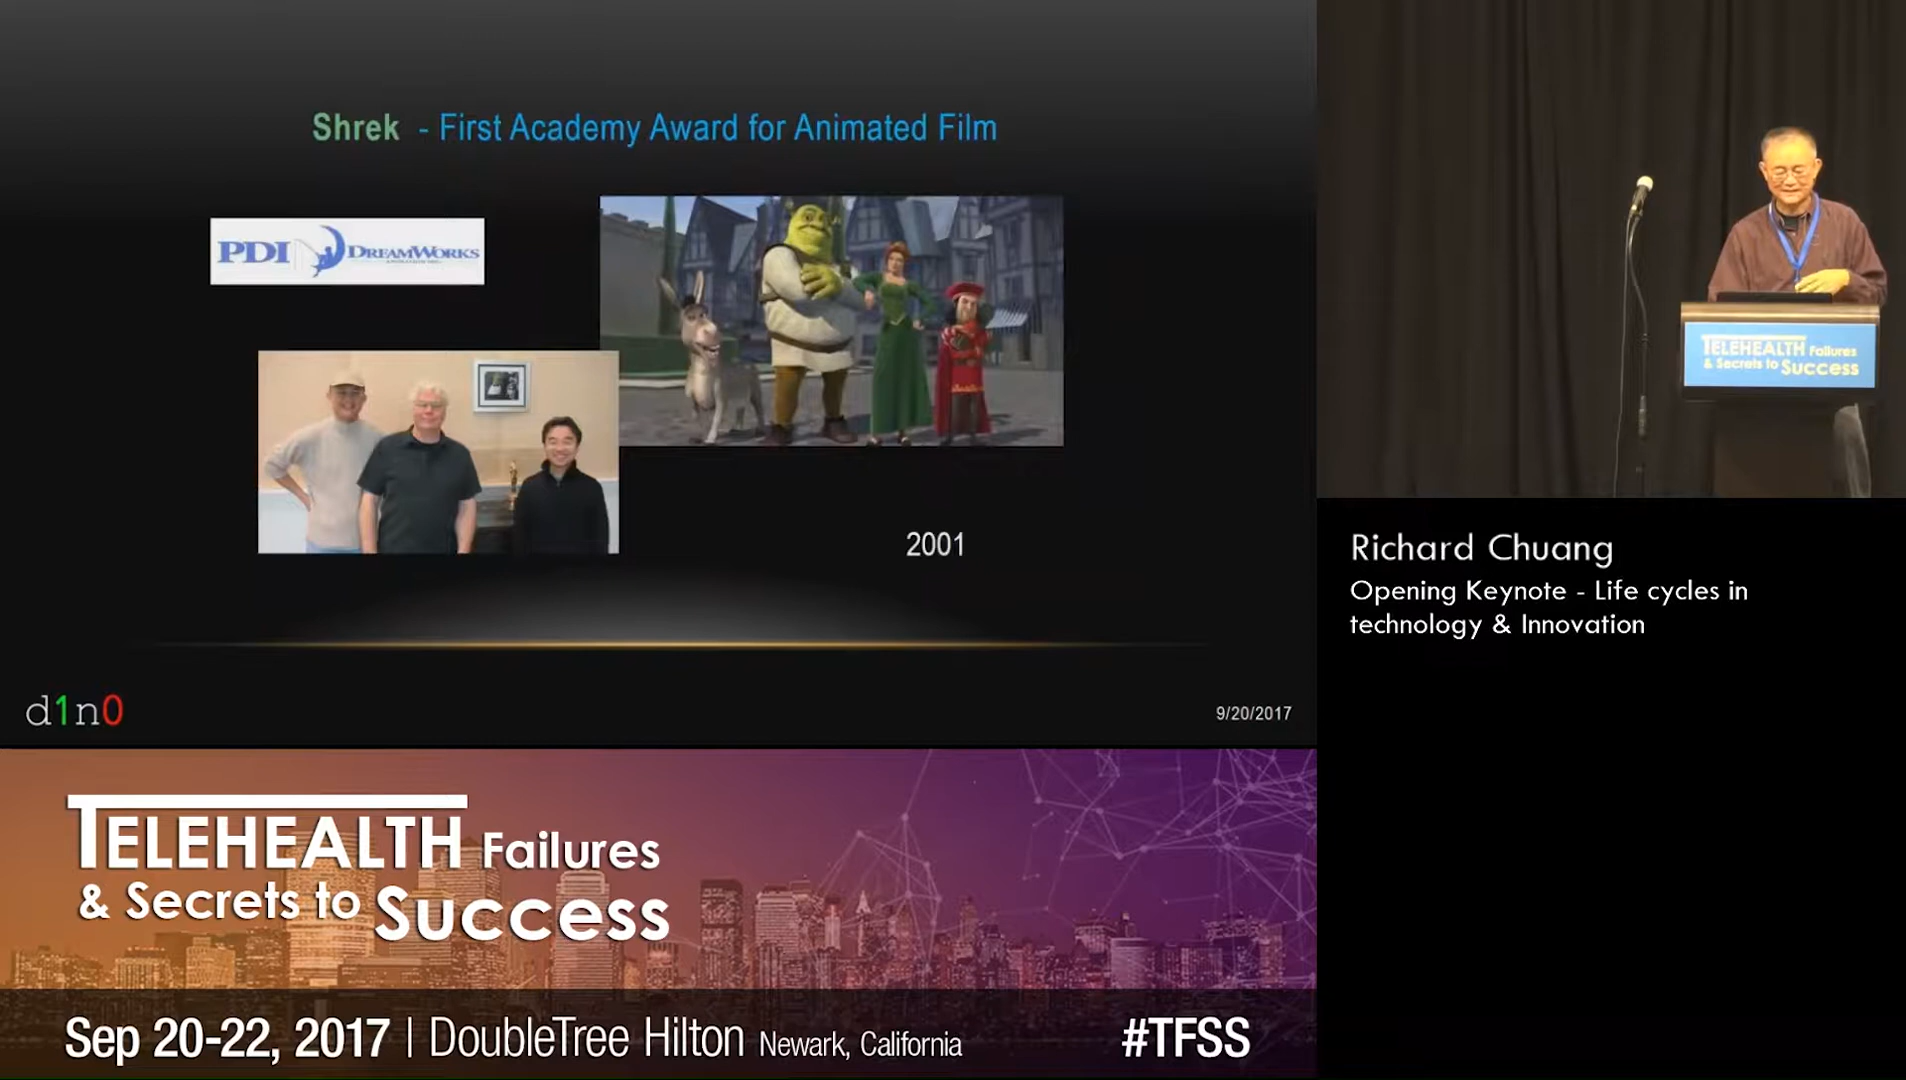 Shrek - First Academy Award for Animated Film
PDI DREAMWORKS
2001
d1n0
9/20/2017
TELEHEALTH Failures
& Secrets to Success
Richard Chuang
Opening Keynote - Life cycles in
technology & Innovation
TELEHEALTH Failures
& Secrets to Success
Sep 20-22, 2017 | DoubleTree Hilton Newark, California
#TFSS